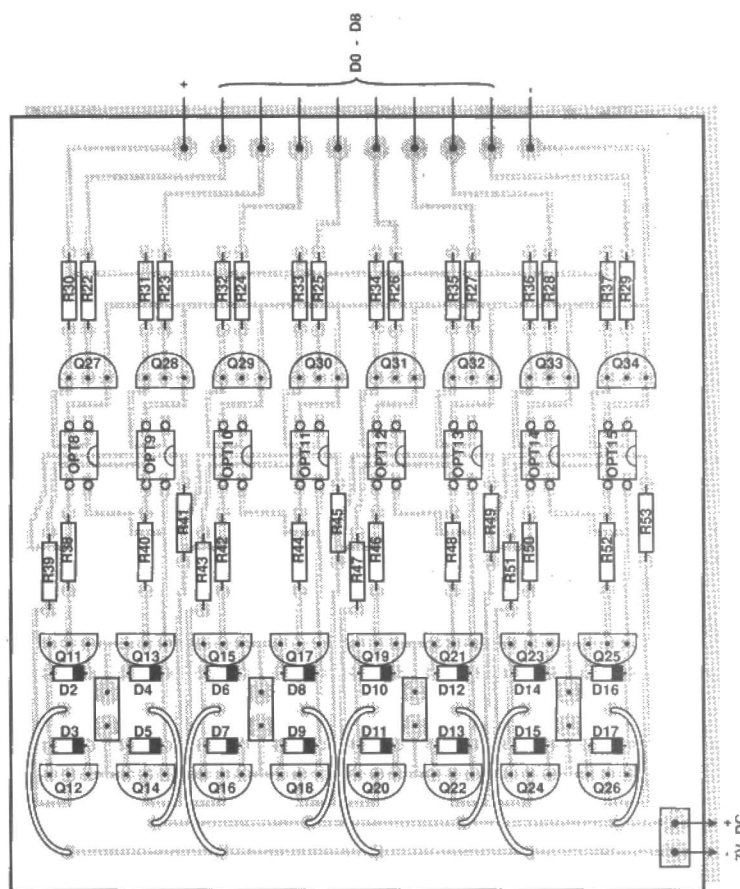 D0 - D8
+
-
R30 R22 R31 R23 R32 R24 R33 R25 R34 R26 R35 R27 R36 R28 R37 R29
Q27 Q28 Q29 Q30 Q31 Q32 Q33 Q34
OPT8 OPT9 OPT10 OPT11 OPT12 OPT13 OPT14 OPT15
R39 R38 R40 R41 R43 R42 R44 R45 R47 R46 R48 R49 R51 R50 R52 R53
Q11 Q13 Q15 Q17 Q19 Q21 Q23 Q25
D2 D4 D6 D8 D10 D12 D14 D16
D3 D5 D7 D9 D11 D13 D15 D17
Q12 Q14 Q16 Q18 Q20 Q22 Q24 Q26
+
-
7V DC